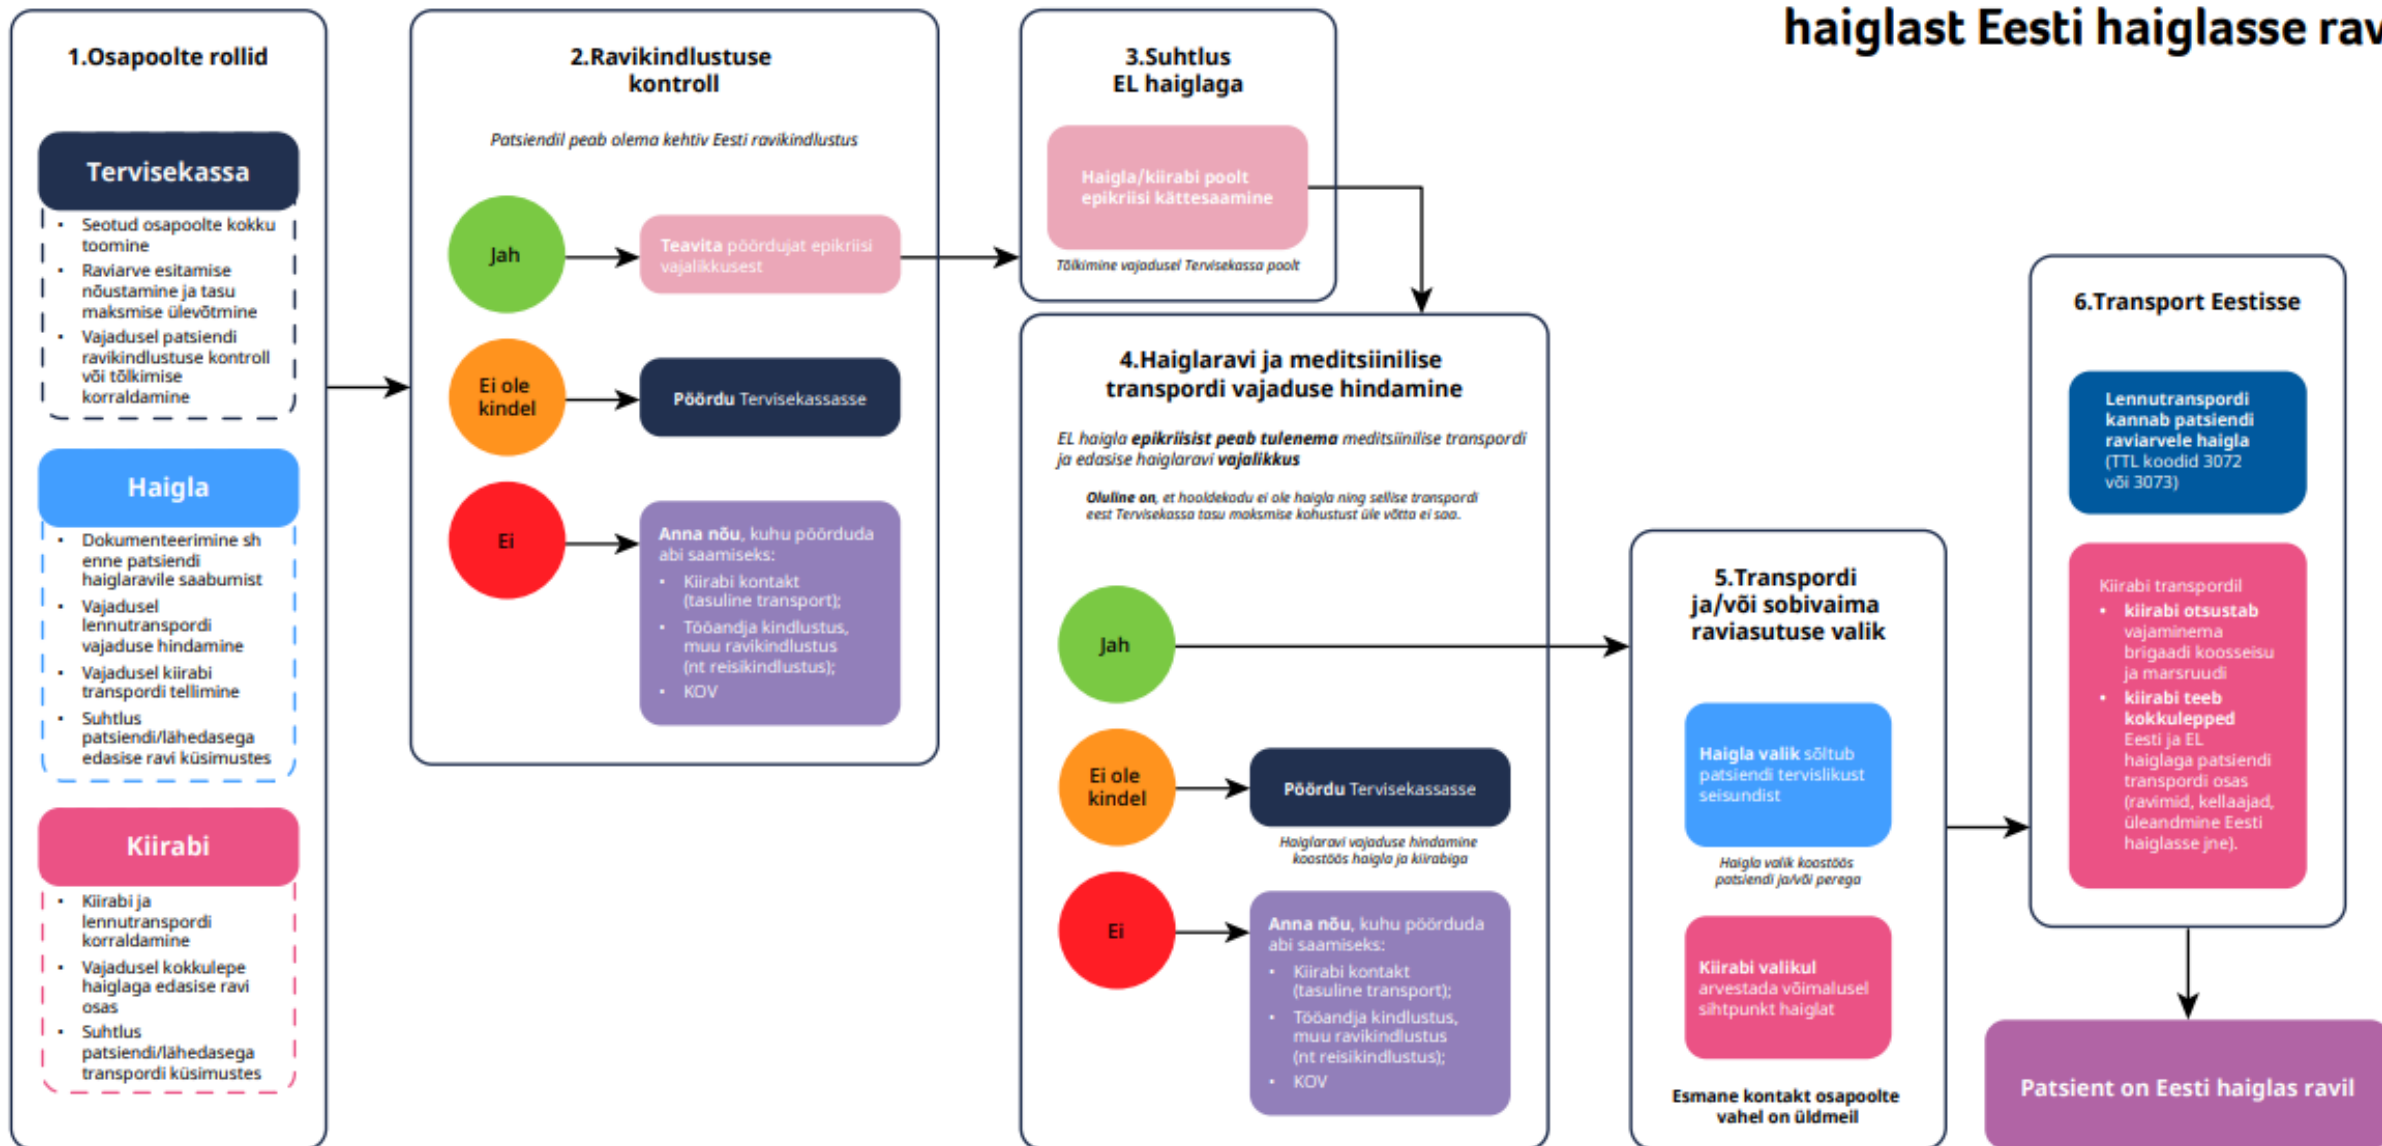 haiglast Eesti haiglasse rav
1.Osapoolte rollid
Tervisekassa
• Seotud osapoolte kokku
toomine
• Raviarve esitamise
nõustamine ja tasu
maksmise ülevõtmine
• Vajadusel patsiendi
ravikindlustuse kontroll
või tõlkimise
korraldamine
Haigla
• Dokumenteerimine sh
enne patsiendi
haiglaravile saabumist
• Vajadusel
lennutranspordi
vajaduse hindamine
• Vajadusel kiirabi
transpordi tellimine
• Suhtlus
patsiendi/lähedasega
edasise ravi küsimustes
Kiirabi
• Kiirabi ja
lennutranspordi
korraldamine
• Vajadusel kokkulepe
haiglaga edasise ravi
osas
• Suhtlus
patsiendi/lähedasega
transpordi küsimustes
2.Ravikindlustuse
kontroll
Patsiendil peab olema kehtiv Eesti ravikindlustus
Jah
Teavita pöördujat epikriisi
vajalikkusest
Ei ole
kindel
Pöördu Tervisekassasse
Ei
Anna nõu, kuhu pöörduda
abi saamiseks:
• Kiirabi kontakt
(tasuline transport);
• Tööandja kindlustus,
muu ravikindlustus
(nt reisikindlustus);
• KOV
3.Suhtlus
EL haiglaga
Haigla/kiirabi poolt
epikriisi kättesaamine
Tõlkimine vajadusel Tervisekassa poolt
4.Haiglaravi ja meditsiinilise
transpordi vajaduse hindamine
EL haigla epikriisist peab tulenema meditsiinilise transpordi
ja edasise haiglaravi vajalikkus
Oluline on, et hooldekodu ei ole haigla ning sellise transpordi
eest Tervisekassa tasu maksmise kohustust üle võtta ei saa.
Jah
Ei ole
kindel
Pöördu Tervisekassasse
Haiglaravi vajaduse hindamine
koostöös haigla ja kiirabiga
Ei
Anna nõu, kuhu pöörduda
abi saamiseks:
• Kiirabi kontakt
(tasuline transport);
• Tööandja kindlustus,
muu ravikindlustus
(nt reisikindlustus);
• KOV
5.Transpordi
ja/või sobivaima
raviasutuse valik
Haigla valik sõltub
patsiendi tervislikust
seisundist
Haigla valik koostöös
patsiendi ja/või perega
Kiirabi valikul
arvestada võimalusel
sihtpunkt haiglat
Esmane kontakt osapoolte
vahel on üldmeil
6.Transport Eestisse
Lennutranspordi
kannab patsiendi
raviarvele haigla
(TTL koodid 3072
või 3073)
Kiirabi transpordil
• kiirabi otsustab
vajaminema
brigaadi koosseisu
ja marsruudi
• kiirabi teeb
kokkulepped
Eesti ja EL
haiglaga patsiendi
transpordi osas
(ravimid, kellaajad,
üleandmine Eesti
haiglasse jne).
Patsient on Eesti haiglas ravil